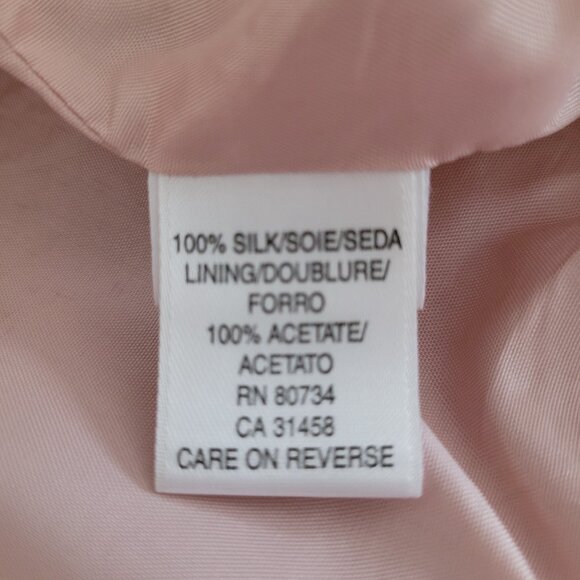 100% SILK/SOIE/SEDA
LINING/DOUBLURE/
FORRO
100% ACETATE/
ACETATO
RN 80734
CA 31458
CARE ON REVERSE